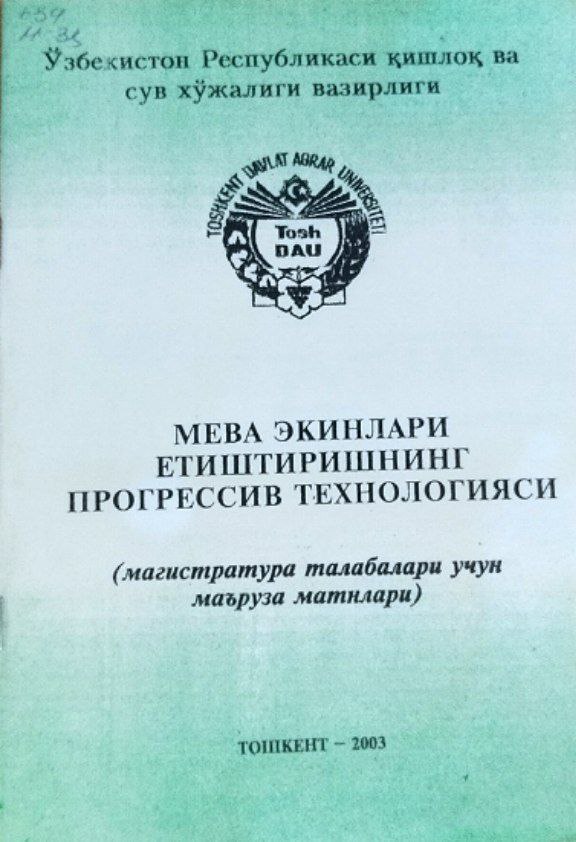 Ўзбекистон Республикаси қишлоқ ва
сув хўжалиги вазирлиги
TOSHKENT DAVLAT AGRAR UNIVERSITETI
Tosh
DAU
МЕВА ЭКИНЛАРИ
ЕТИШТИРИШНИНГ
ПРОГРЕССИВ ТЕХНОЛОГИЯСИ
(магистратура талабалари учун
маъруза матнлари)
ТОШКЕНТ – 2003